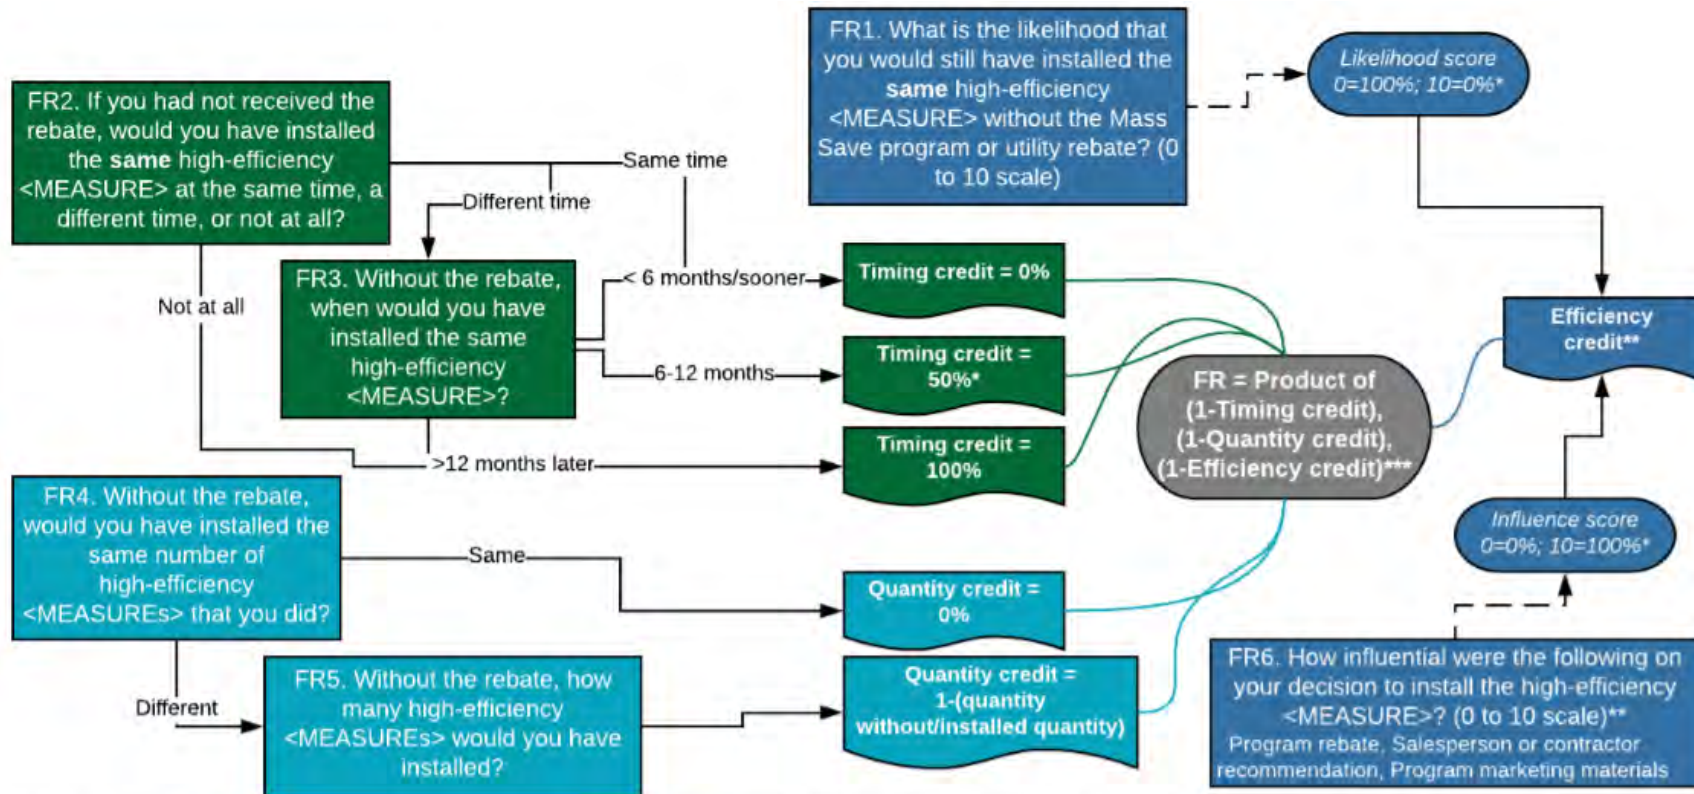 FR1. What is the likelihood that
you would still have installed the
same high-efficiency
<MEASURE> without the Mass
Save program or utility rebate? (0
to 10 scale)
Likelihood score
0=100%; 10=0%*
FR2. If you had not received the
rebate, would you have installed
the same high-efficiency
<MEASURE> at the same time, a
different time, or not at all?
Same time
Different time
Not at all
FR3. Without the rebate,
when would you have
installed the same
high-efficiency
<MEASURE>?
< 6 months/sooner
6-12 months
>12 months later
Timing credit = 0%
Timing credit =
50%*
Timing credit =
100%
Efficiency
credit**
FR = Product of
(1-Timing credit),
(1-Quantity credit),
(1-Efficiency credit)***
FR4. Without the rebate,
would you have installed the
same number of
high-efficiency
<MEASUREs> that you did?
Same
Different
FR5. Without the rebate, how
many high-efficiency
<MEASUREs> would you have
installed?
Quantity credit =
0%
Quantity credit =
1-(quantity
without/installed quantity)
Influence score
0=0%; 10=100%*
FR6. How influential were the following on
your decision to install the high-efficiency
<MEASURE>? (0 to 10 scale)**
Program rebate, Salesperson or contractor
recommendation, Program marketing materials